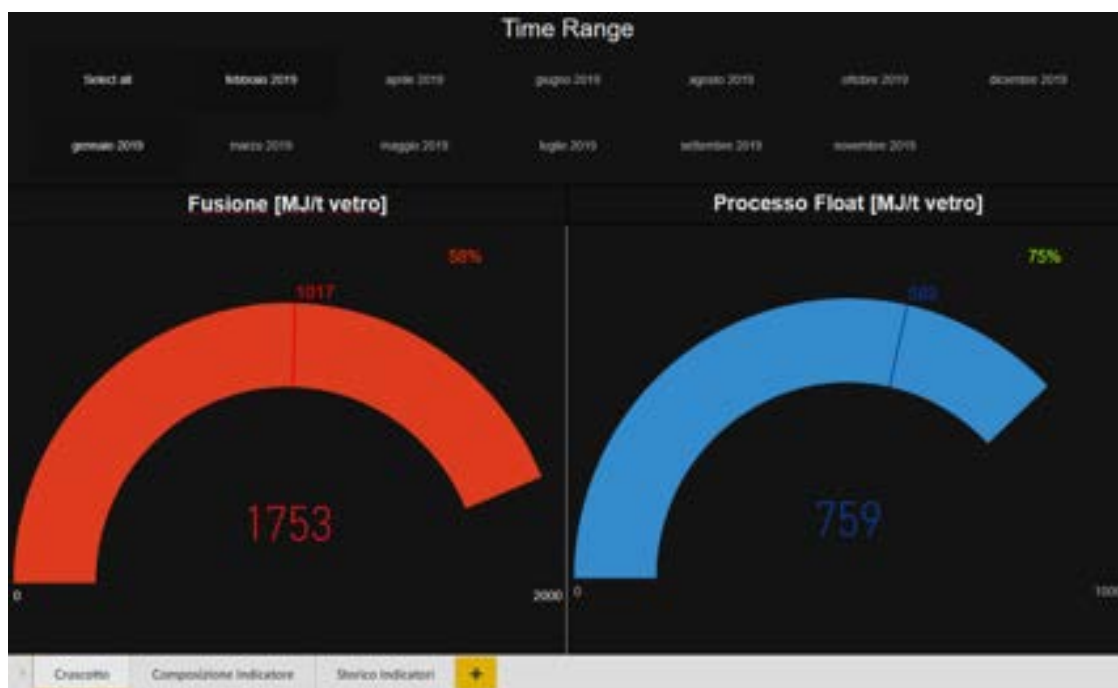 Time Range
Select all febbraio 2019 aprile 2019 giugno 2019 agosto 2019 ottobre 2019 dicembre 2019
gennaio 2019 marzo 2019 maggio 2019 luglio 2019 settembre 2019 novembre 2019
Fusione [MJ/t vetro] Processo Float [MJ/t vetro]
58% 75%
1017
1753 759
0 2000 0 1000
Cruscotto Composizione Indicatore Storico Indicatori +